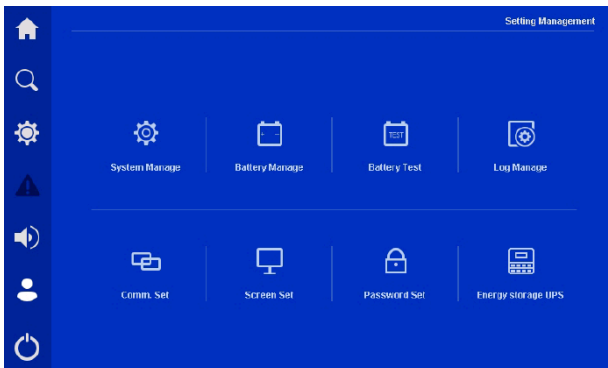 Setting Management
System Manage
Battery Manage
TEST
Battery Test
Log Manage
Comm. Set
Screen Set
Password Set
Energy storage UPS